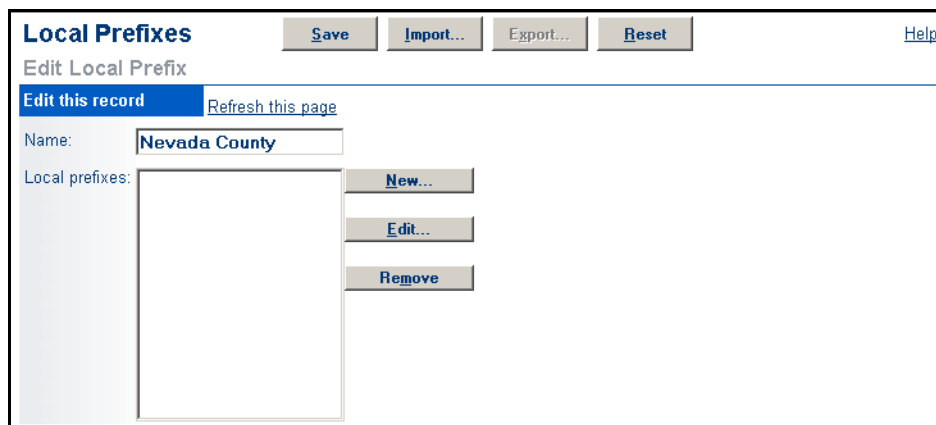 Local Prefixes Save Import... Export... Reset Help
Edit Local Prefix
Edit this record Refresh this page
Name: Nevada County
Local prefixes: New...
Edit...
Remove